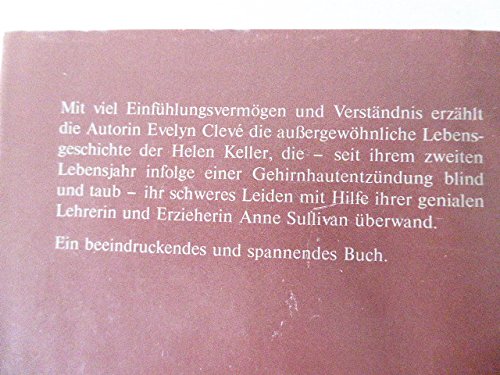 Mit viel Einfühlungsvermögen und Verständnis erzählt
die Autorin Evelyn Clevé die außergewöhnliche Lebens-
geschichte der Helen Keller, die – seit ihrem zweiten
Lebensjahr infolge einer Gehirnhautentzündung blind
und taub – ihr schweres Leiden mit Hilfe ihrer genialen
Lehrerin und Erzieherin Anne Sullivan überwand.
Ein beeindruckendes und spannendes Buch.